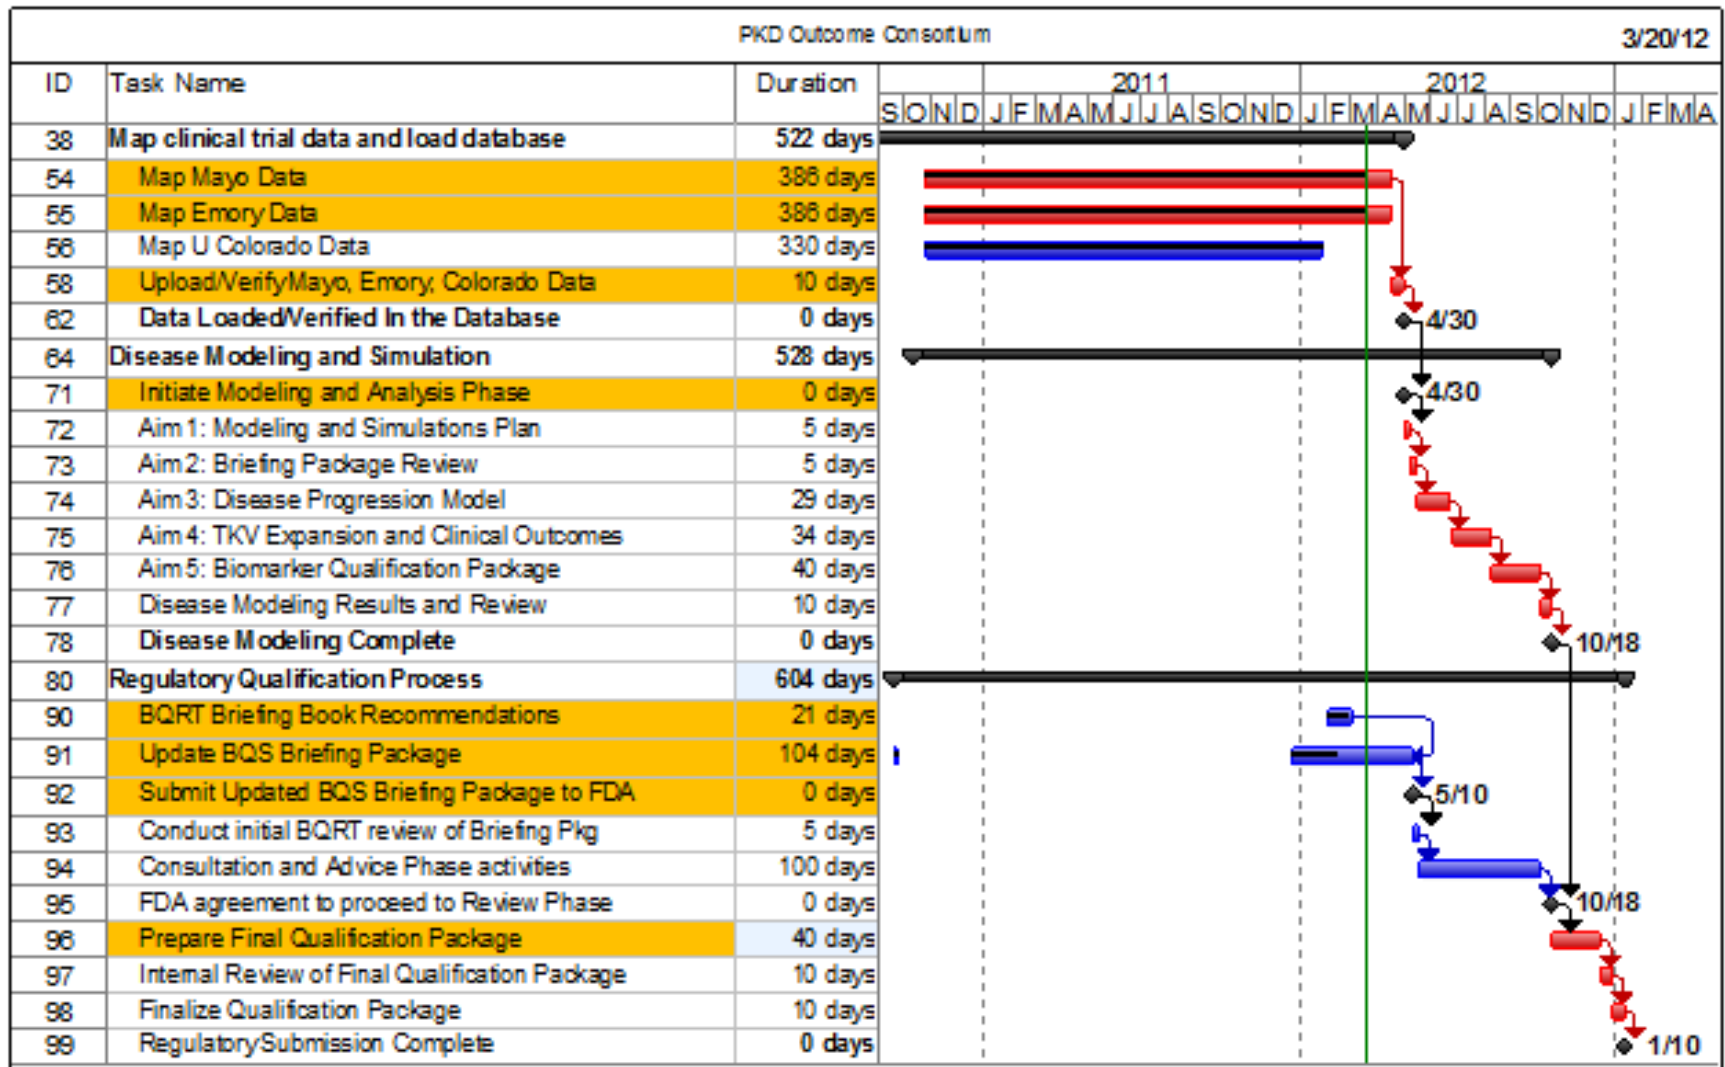 PKD Outcome Consortium
3/20/12
ID Task Name Duration 2011 2012
S O N D J F M A M J J A S O N D J F M A M J J A S O N D J F M A
38 Map clinical trial data and load database 522 days
54 Map Mayo Data 386 days
55 Map Emory Data 386 days
56 Map U Colorado Data 330 days
58 Upload/Verify Mayo, Emory, Colorado Data 10 days
62 Data Loaded/Verified In the Database 0 days 4/30
64 Disease Modeling and Simulation 528 days
71 Initiate Modeling and Analysis Phase 0 days 4/30
72 Aim 1: Modeling and Simulations Plan 5 days
73 Aim 2: Briefing Package Review 5 days
74 Aim 3: Disease Progression Model 29 days
75 Aim 4: TKV Expansion and Clinical Outcomes 34 days
76 Aim 5: Biomarker Qualification Package 40 days
77 Disease Modeling Results and Review 10 days
78 Disease Modeling Complete 0 days 10/18
80 Regulatory Qualification Process 604 days
90 BQRT Briefing Book Recommendations 21 days
91 Update BQS Briefing Package 104 days
92 Submit Updated BQS Briefing Package to FDA 0 days 5/10
93 Conduct initial BQRT review of Briefing Pkg 5 days
94 Consultation and Advice Phase activities 100 days
95 FDA agreement to proceed to Review Phase 0 days 10/18
96 Prepare Final Qualification Package 40 days
97 Internal Review of Final Qualification Package 10 days
98 Finalize Qualification Package 10 days
99 Regulatory Submission Complete 0 days 1/10